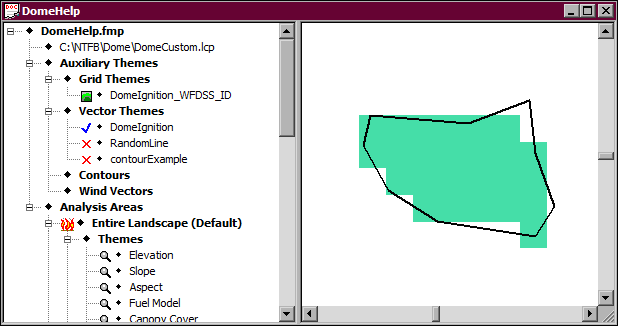 DomeHelp
DomeHelp.fmp
C:\NTFB\Dome\DomeCustom.lcp
Auxiliary Themes
Grid Themes
DomeIgnition_WFDSS_ID
Vector Themes
DomeIgnition
RandomLine
contourExample
Contours
Wind Vectors
Analysis Areas
Entire Landscape (Default)
Themes
Elevation
Slope
Aspect
Fuel Model
Canopy Cover